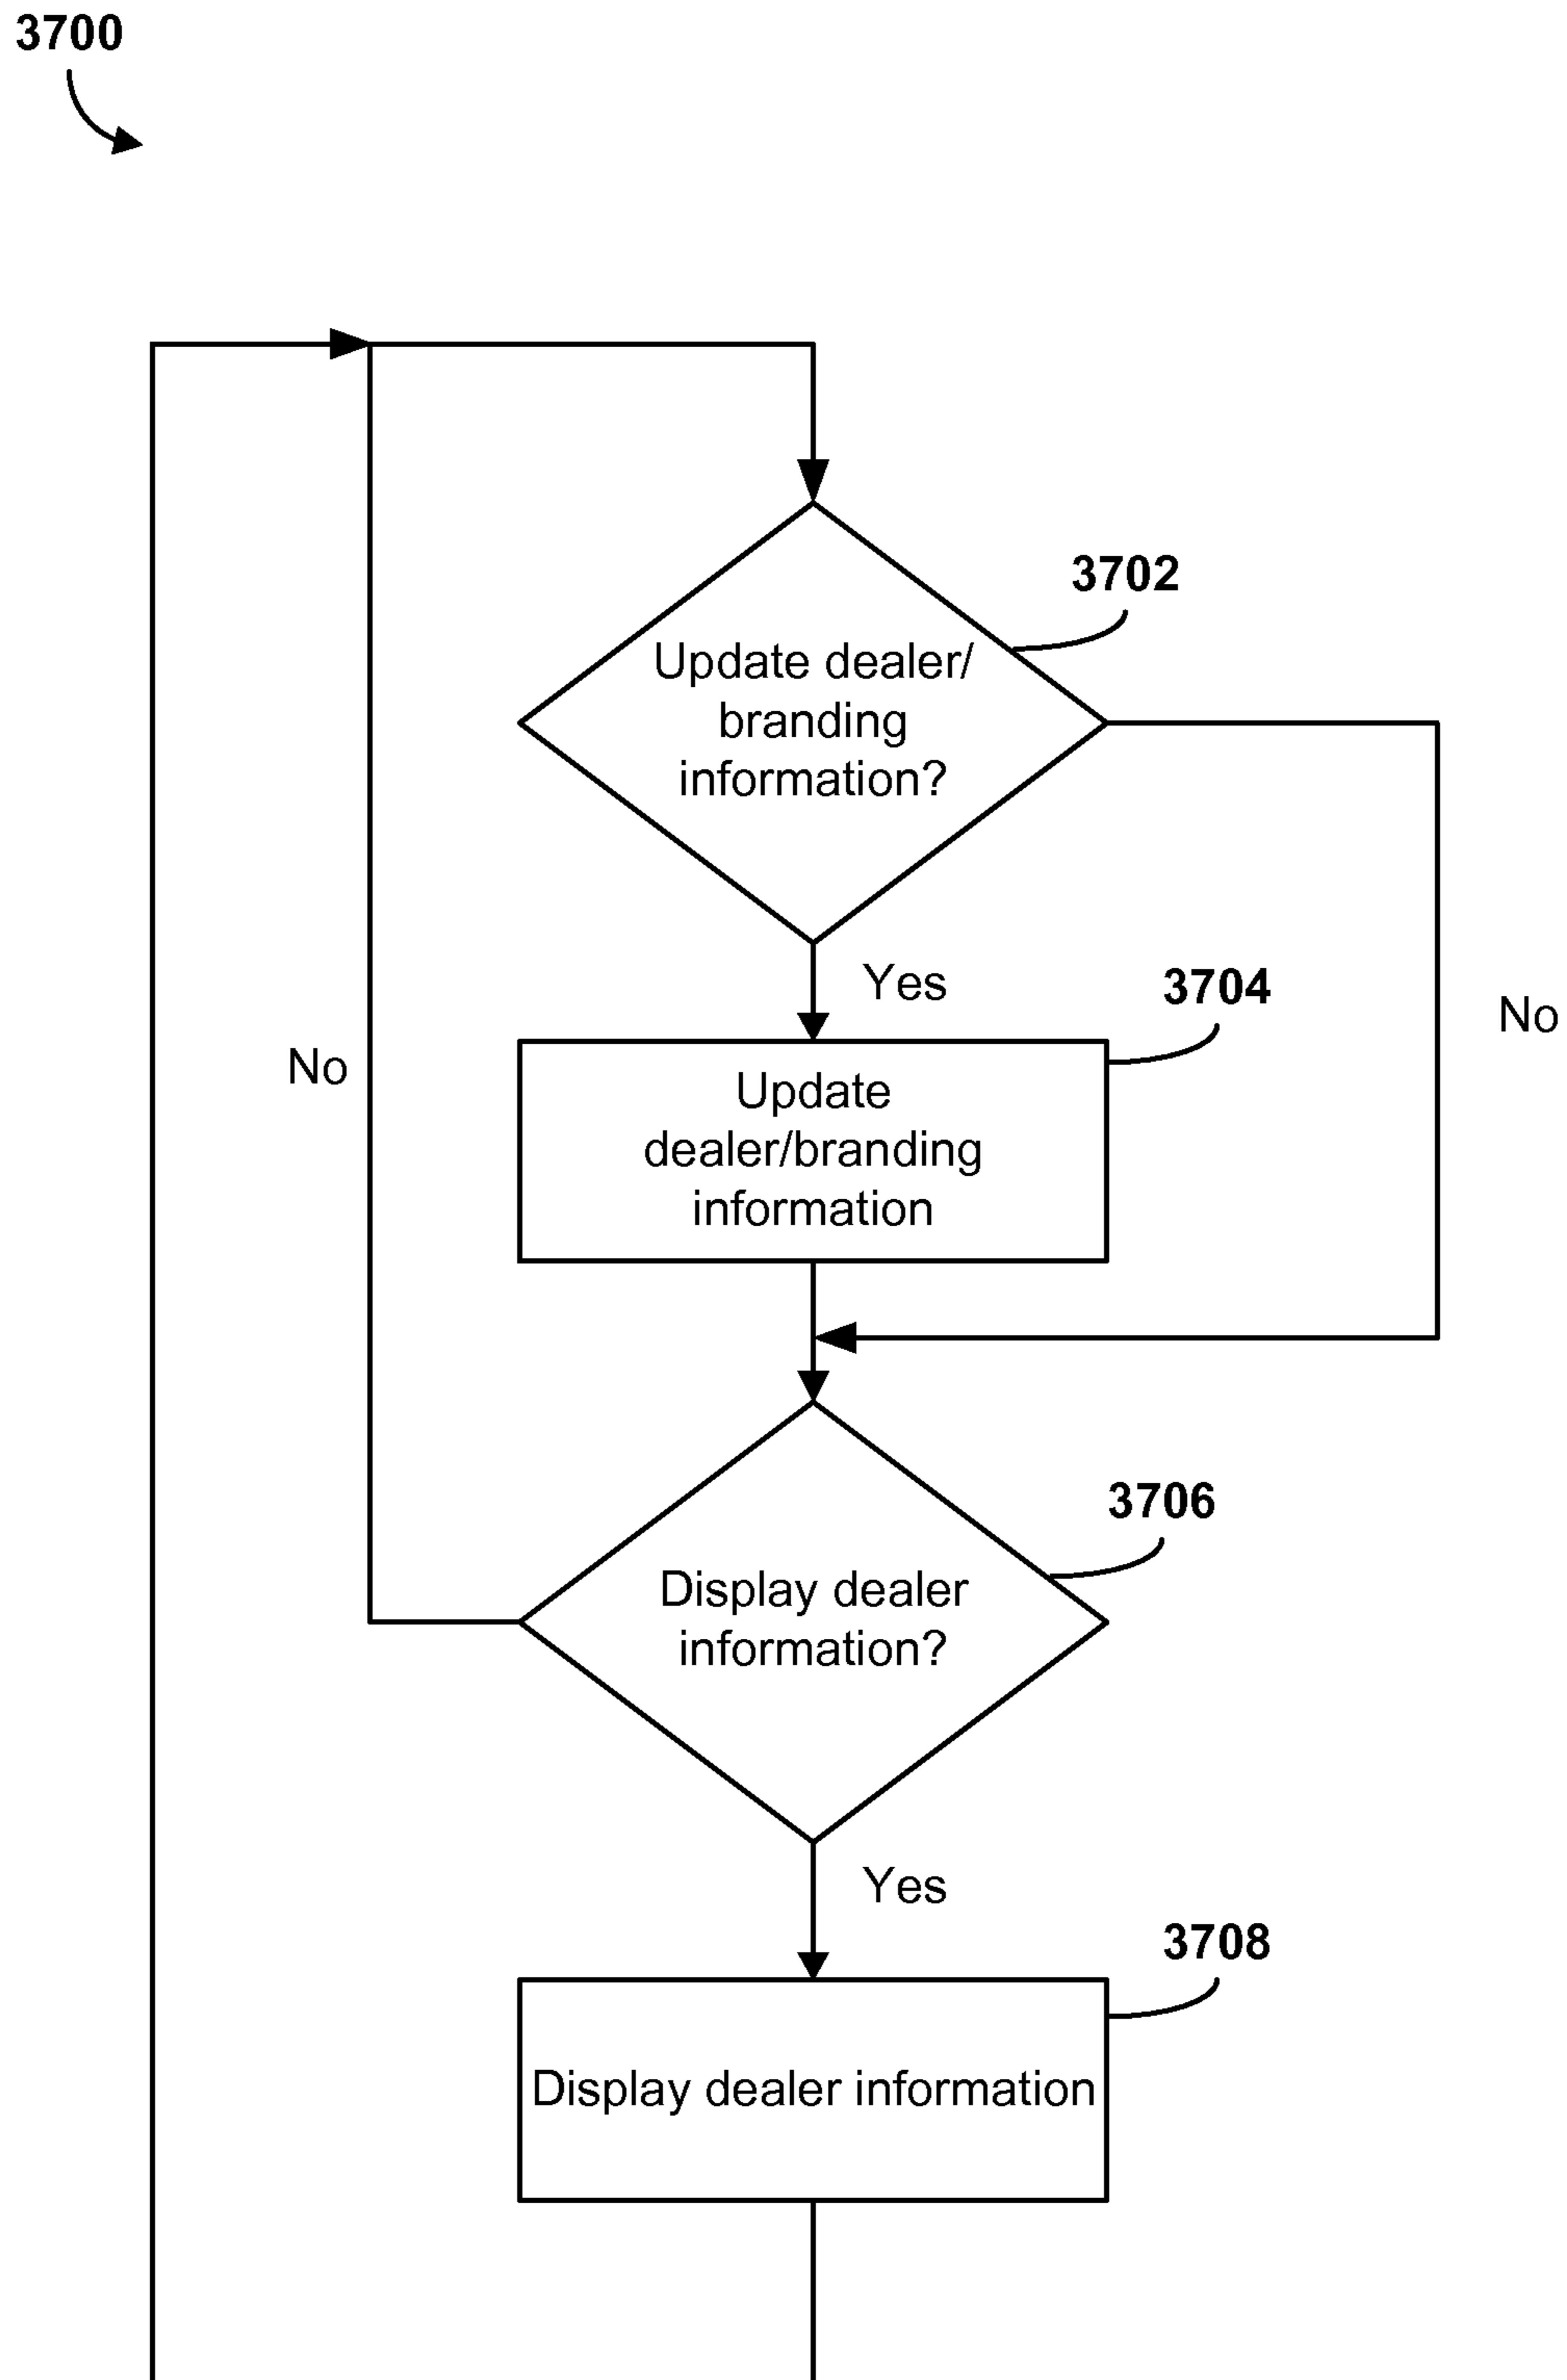 3700
3702
Update dealer/
branding
information?
Yes
3704
No
No
Update
dealer/branding
information
3706
Display dealer
information?
Yes
3708
Display dealer information